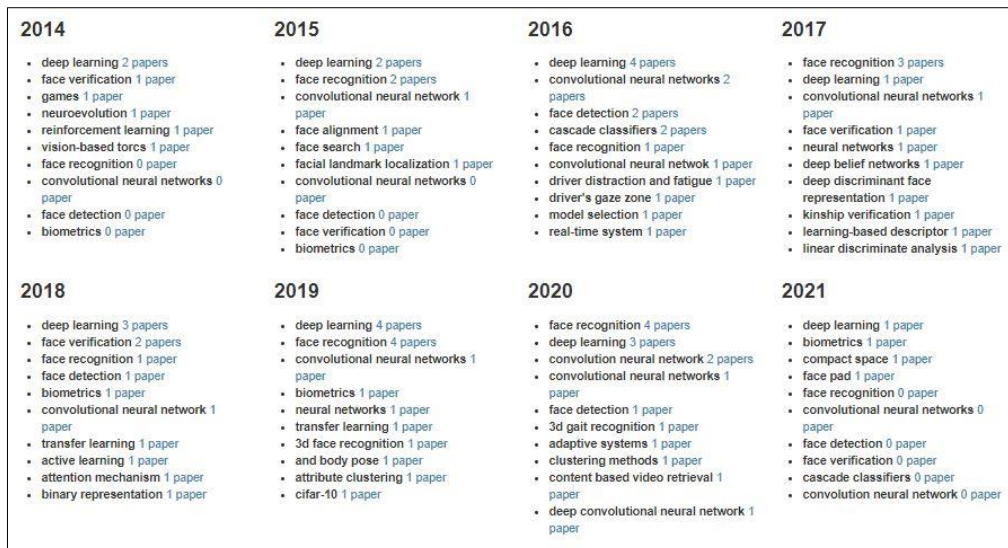 2014
• deep learning 2 papers
• face verification 1 paper
• games 1 paper
• neuroevolution 1 paper
• reinforcement learning 1 paper
• vision-based torcs 1 paper
• face recognition 0 paper
• convolutional neural networks 0
paper
• face detection 0 paper
• biometrics 0 paper
2015
• deep learning 2 papers
• face recognition 2 papers
• convolutional neural network 1
paper
• face alignment 1 paper
• face search 1 paper
• facial landmark localization 1 paper
• convolutional neural networks 0
paper
• face detection 0 paper
• face verification 0 paper
• biometrics 0 paper
2016
• deep learning 4 papers
• convolutional neural networks 2
papers
• face detection 2 papers
• cascade classifiers 2 papers
• face recognition 1 paper
• convolutional neural netwok 1 paper
• driver distraction and fatigue 1 paper
• driver's gaze zone 1 paper
• model selection 1 paper
• real-time system 1 paper
2017
• face recognition 3 papers
• deep learning 1 paper
• convolutional neural networks 1
paper
• face verification 1 paper
• neural networks 1 paper
• deep belief networks 1 paper
• deep discriminant face
representation 1 paper
• kinship verification 1 paper
• learning-based descriptor 1 paper
• linear discriminate analysis 1 paper
2018
• deep learning 3 papers
• face verification 2 papers
• face recognition 1 paper
• face detection 1 paper
• biometrics 1 paper
• convolutional neural network 1
paper
• transfer learning 1 paper
• active learning 1 paper
• attention mechanism 1 paper
• binary representation 1 paper
2019
• deep learning 4 papers
• face recognition 4 papers
• convolutional neural networks 1
paper
• biometrics 1 paper
• neural networks 1 paper
• transfer learning 1 paper
• 3d face recognition 1 paper
• and body pose 1 paper
• attribute clustering 1 paper
• cifar-10 1 paper
2020
• face recognition 4 papers
• deep learning 3 papers
• convolution neural network 2 papers
• convolutional neural networks 1
paper
• face detection 1 paper
• 3d gait recognition 1 paper
• adaptive systems 1 paper
• clustering methods 1 paper
• content based video retrieval 1
paper
• deep convolutional neural network 1
paper
2021
• deep learning 1 paper
• biometrics 1 paper
• compact space 1 paper
• face pad 1 paper
• face recognition 0 paper
• convolutional neural networks 0
paper
• face detection 0 paper
• face verification 0 paper
• cascade classifiers 0 paper
• convolution neural network 0 paper